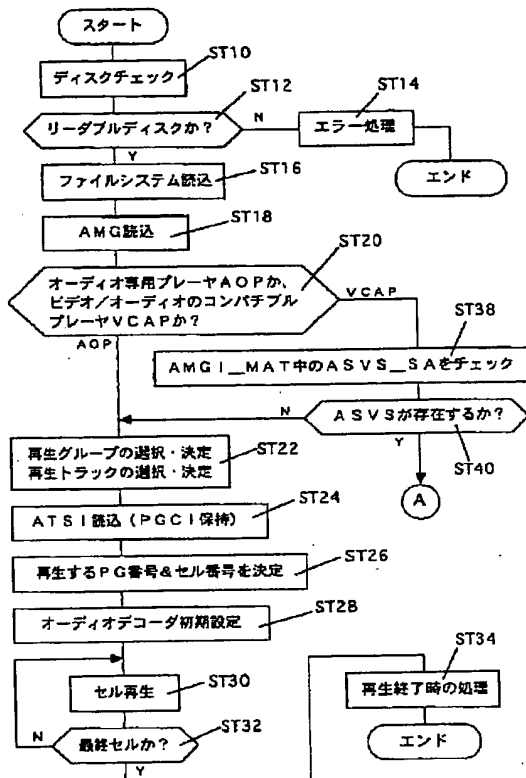 スタート
ST10
ディスクチェック
ST12
リーダブルディスクか?
N
ST14
エラー処理
Y
エンド
ST16
ファイルシステム読込
ST18
AMG読込
ST20
オーディオ専用プレーヤAOPか、
ビデオ/オーディオのコンパチブル
プレーヤVCAPか?
VCAP
AOP
ST38
AMGI__MAT中のASVS__SAをチェック
N
ASVSが存在するか?
Y
ST40
A
ST22
再生グループの選択・決定
再生トラックの選択・決定
ST24
ATSI読込(PGCI保持)
ST26
再生するPG番号&セル番号を決定
ST28
オーディオデコーダ初期設定
ST30
セル再生
ST34
再生終了時の処理
エンド
N
ST32
最終セルか?
Y